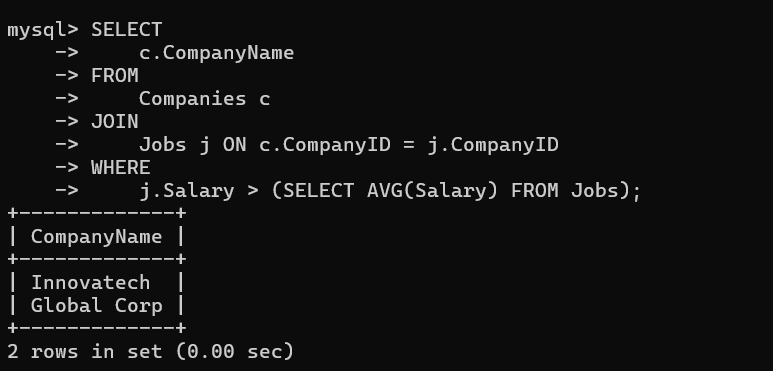 mysql> SELECT
    ->     c.CompanyName
    -> FROM
    ->     Companies c
    -> JOIN
    ->     Jobs j ON c.CompanyID = j.CompanyID
    -> WHERE
    ->     j.Salary > (SELECT AVG(Salary) FROM Jobs);
+-------------+
| CompanyName |
+-------------+
| Innovatech  |
| Global Corp |
+-------------+
2 rows in set (0.00 sec)